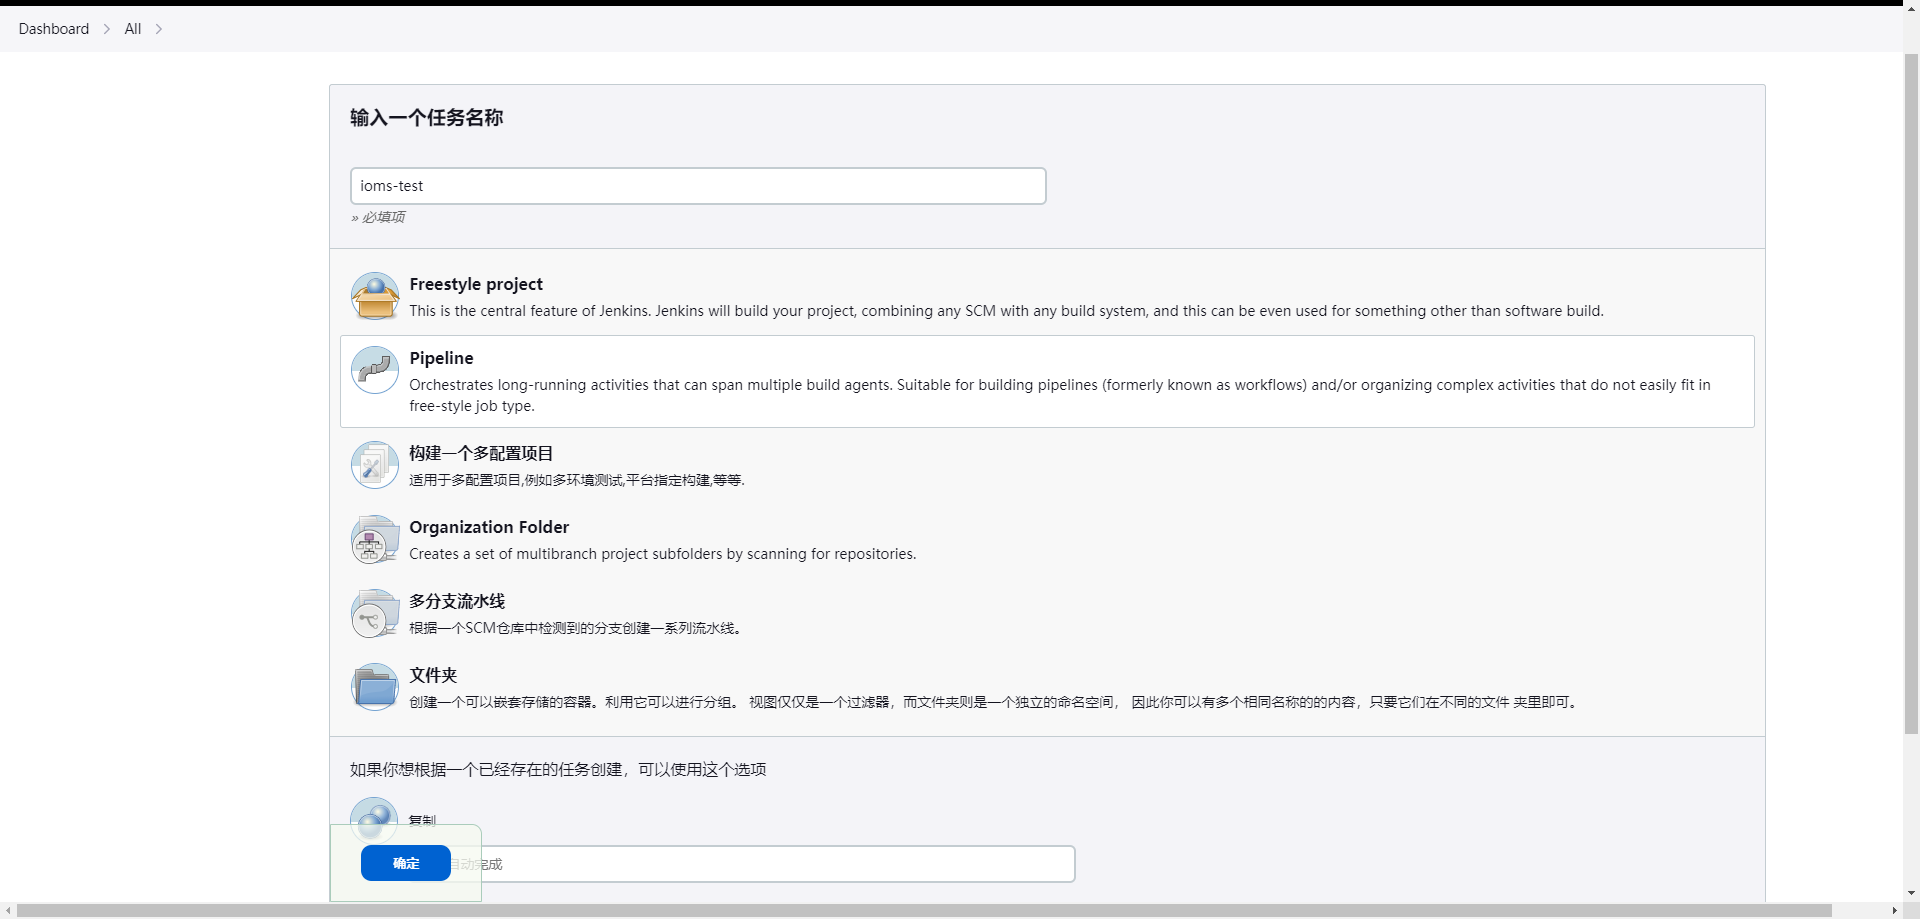 Dashboard
All
输入一个任务名称
ioms-test
» 必填项
Freestyle project
This is the central feature of Jenkins. Jenkins will build your project, combining any SCM with any build system, and this can be even used for something other than software build.
Pipeline
Orchestrates long-running activities that can span multiple build agents. Suitable for building pipelines (formerly known as workflows) and/or organizing complex activities that do not easily fit in
free-style job type.
构建一个多配置项目
适用于多配置项目,例如多环境测试,平台指定构建,等等.
Organization Folder
Creates a set of multibranch project subfolders by scanning for repositories.
多分支流水线
根据一个SCM仓库中检测到的分支创建一系列流水线。
文件夹
创建一个可以嵌套存储的容器。利用它可以进行分组。 视图仅仅是一个过滤器，而文件夹则是一个独立的命名空间， 因此你可以有多个相同名称的的内容，只要它们在不同的文件 夹里即可。
如果你想根据一个已经存在的任务创建，可以使用这个选项
复制
确定
自动完成